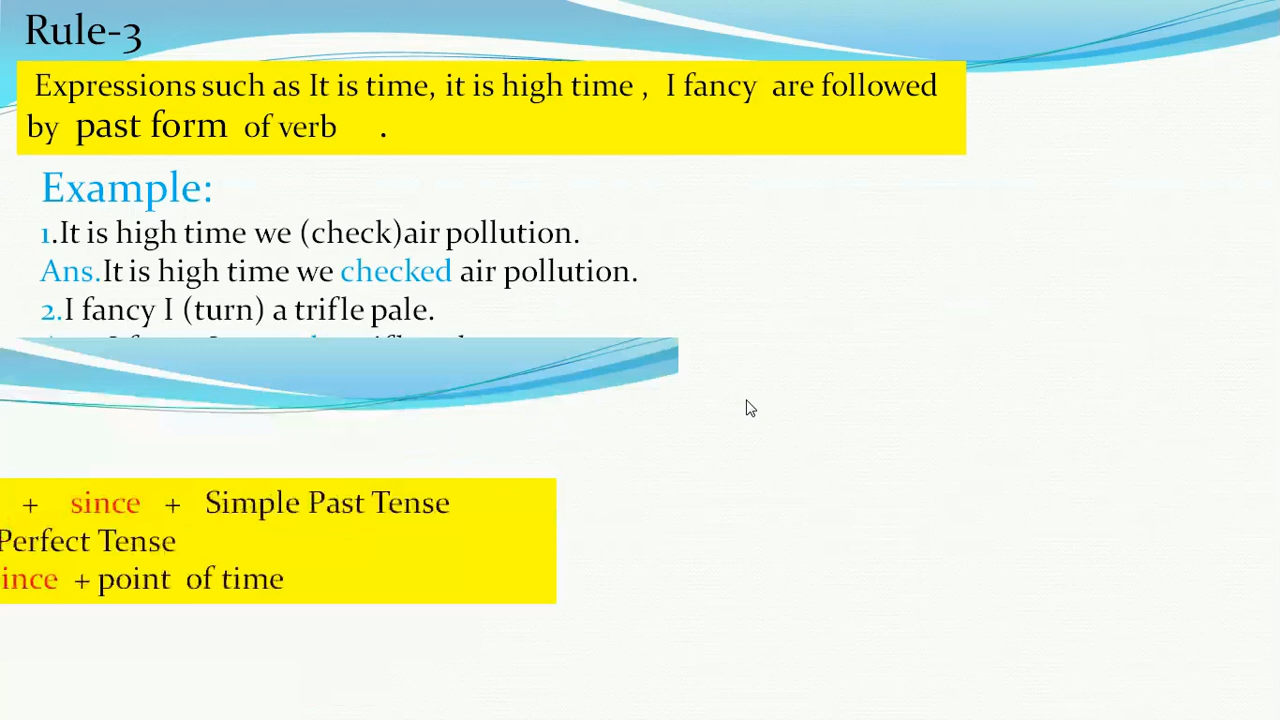 Rule-3
Expressions such as It is time, it is high time , I fancy are followed
by past form of verb .
Example:
1.It is high time we (check)air pollution.
Ans.It is high time we checked air pollution.
2.I fancy I (turn) a trifle pale.
+ since + Simple Past Tense
Perfect Tense
ince + point of time